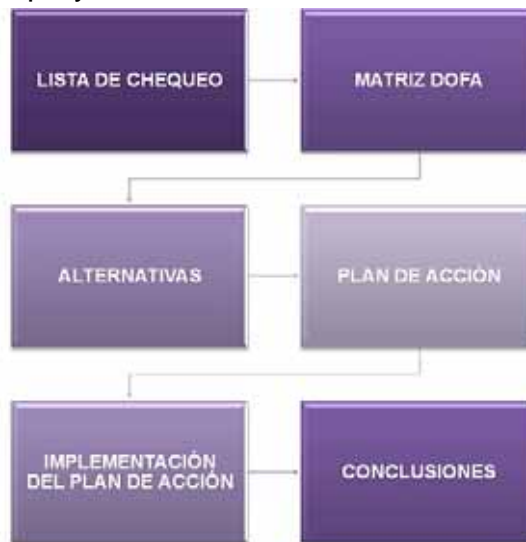 LISTA DE CHEQUEO
MATRIZ DOFA
ALTERNATIVAS
PLAN DE ACCIÓN
IMPLEMENTACIÓN
DEL PLAN DE ACCIÓN
CONCLUSIONES